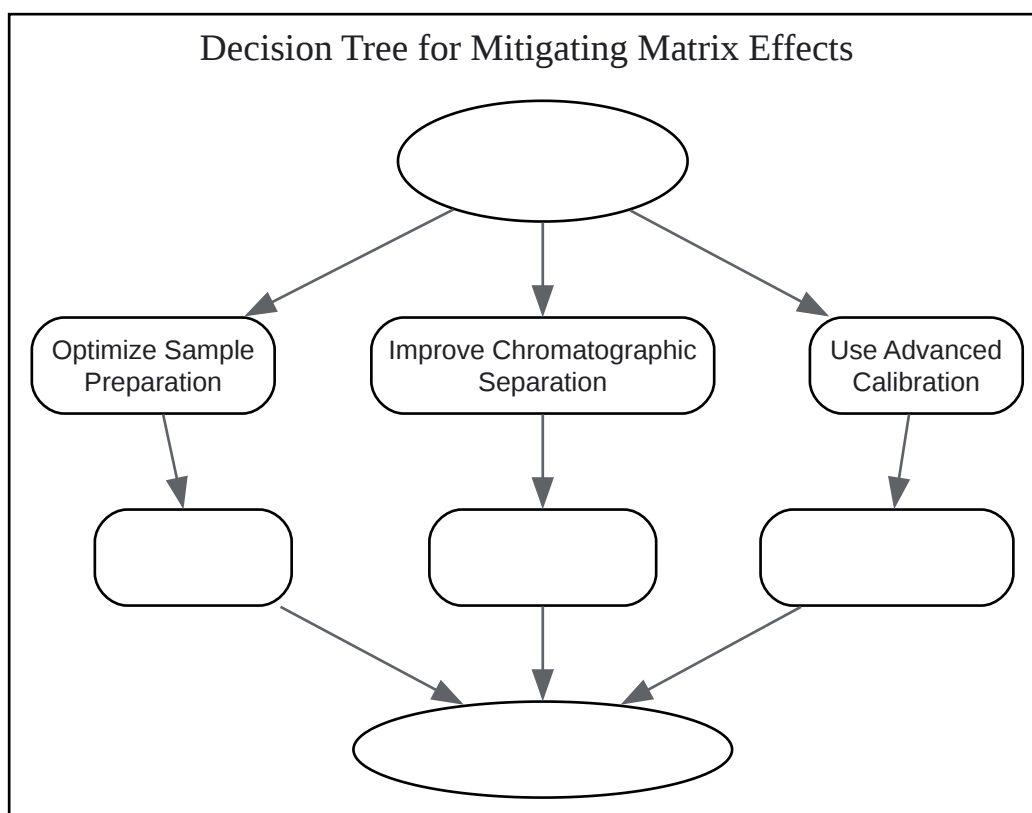 Decision Tree for Mitigating Matrix Effects
Optimize Sample
Preparation
Improve Chromatographic
Separation
Use Advanced
Calibration